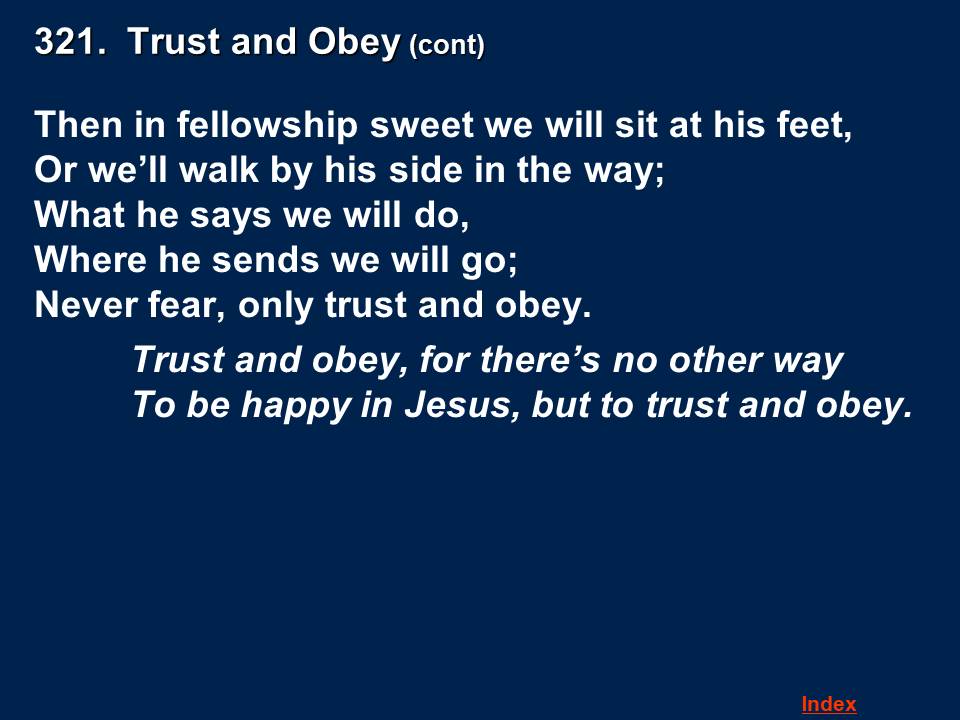 321.  Trust and Obey (cont)
Then in fellowship sweet we will sit at his feet,
Or we’ll walk by his side in the way;
What he says we will do,
Where he sends we will go;
Never fear, only trust and obey.
Trust and obey, for there’s no other way
To be happy in Jesus, but to trust and obey.
Index